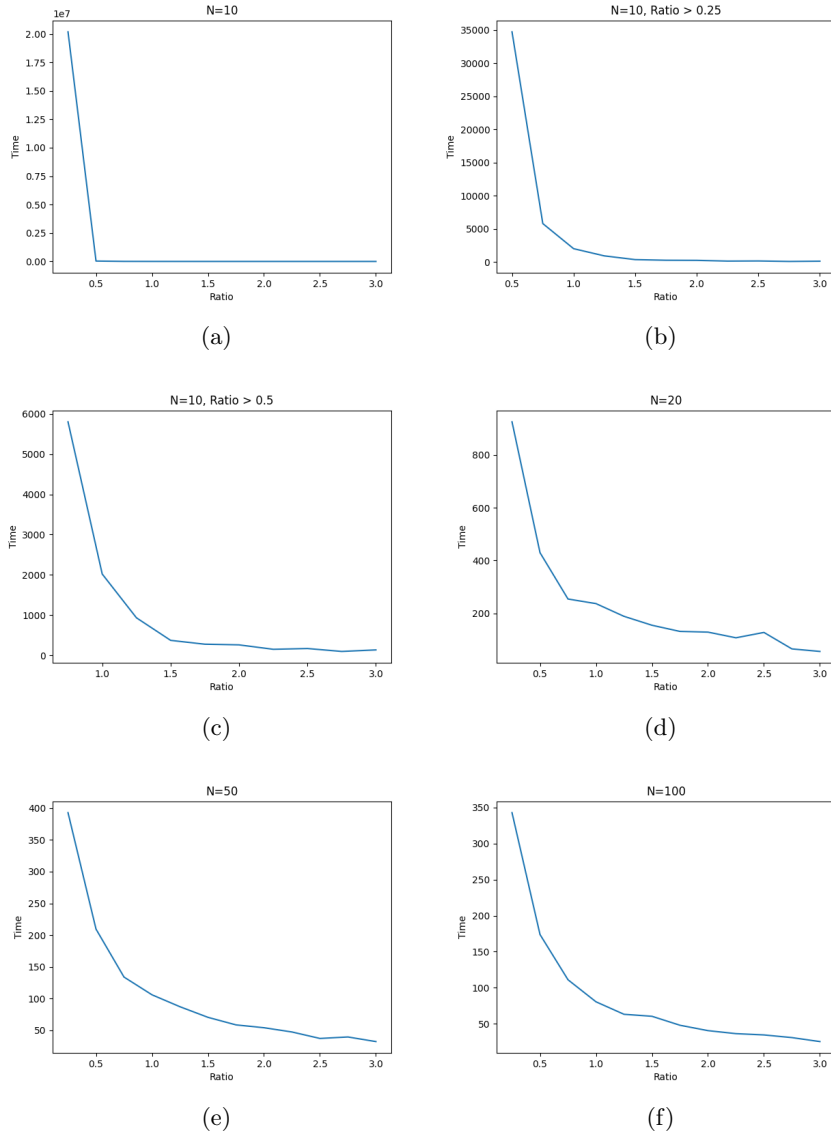 N=10
1e7
2.00
1.75
1.50
1.25
1.00
0.75
0.50
0.25
0.00
Time
0.5 1.0 1.5 2.0 2.5 3.0
Ratio
(a)
N=10, Ratio > 0.25
35000
30000
25000
20000
15000
10000
5000
0
Time
0.5 1.0 1.5 2.0 2.5 3.0
Ratio
(b)
N=10, Ratio > 0.5
6000
5000
4000
3000
2000
1000
0
Time
1.0 1.5 2.0 2.5 3.0
Ratio
(c)
N=20
800
600
400
200
Time
0.5 1.0 1.5 2.0 2.5 3.0
Ratio
(d)
N=50
400
350
300
250
200
150
100
50
Time
0.5 1.0 1.5 2.0 2.5 3.0
Ratio
(e)
N=100
350
300
250
200
150
100
50
Time
0.5 1.0 1.5 2.0 2.5 3.0
Ratio
(f)